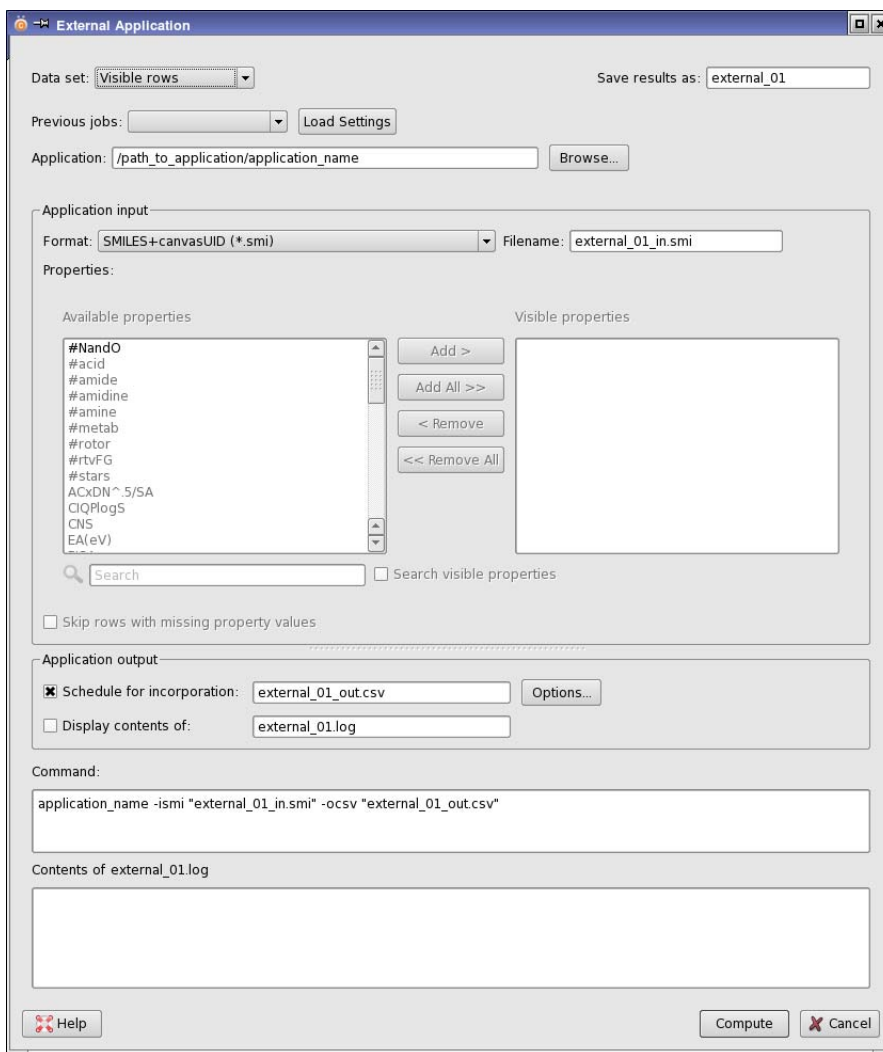 External Application
Data set: Visible rows Save results as: external_01
Previous jobs: Load Settings
Application: /path_to_application/application_name Browse...
Application input
Format: SMILES+canvasUID (*.smi) Filename: external_01_in.smi
Properties:
Available properties Visible properties
#NandO
#acid
#amide
#amidine
#amine
#metab
#rotor
#rtvFG
#stars
ACxDN^.5/SA
CIQPlogS
CNS
EA(eV)
Add >
Add All >>
< Remove
<< Remove All
Search Search visible properties
Skip rows with missing property values
Application output
Schedule for incorporation: external_01_out.csv Options...
Display contents of: external_01.log
Command:
application_name -ismi "external_01_in.smi" -ocsv "external_01_out.csv"
Contents of external_01.log
Help Compute Cancel